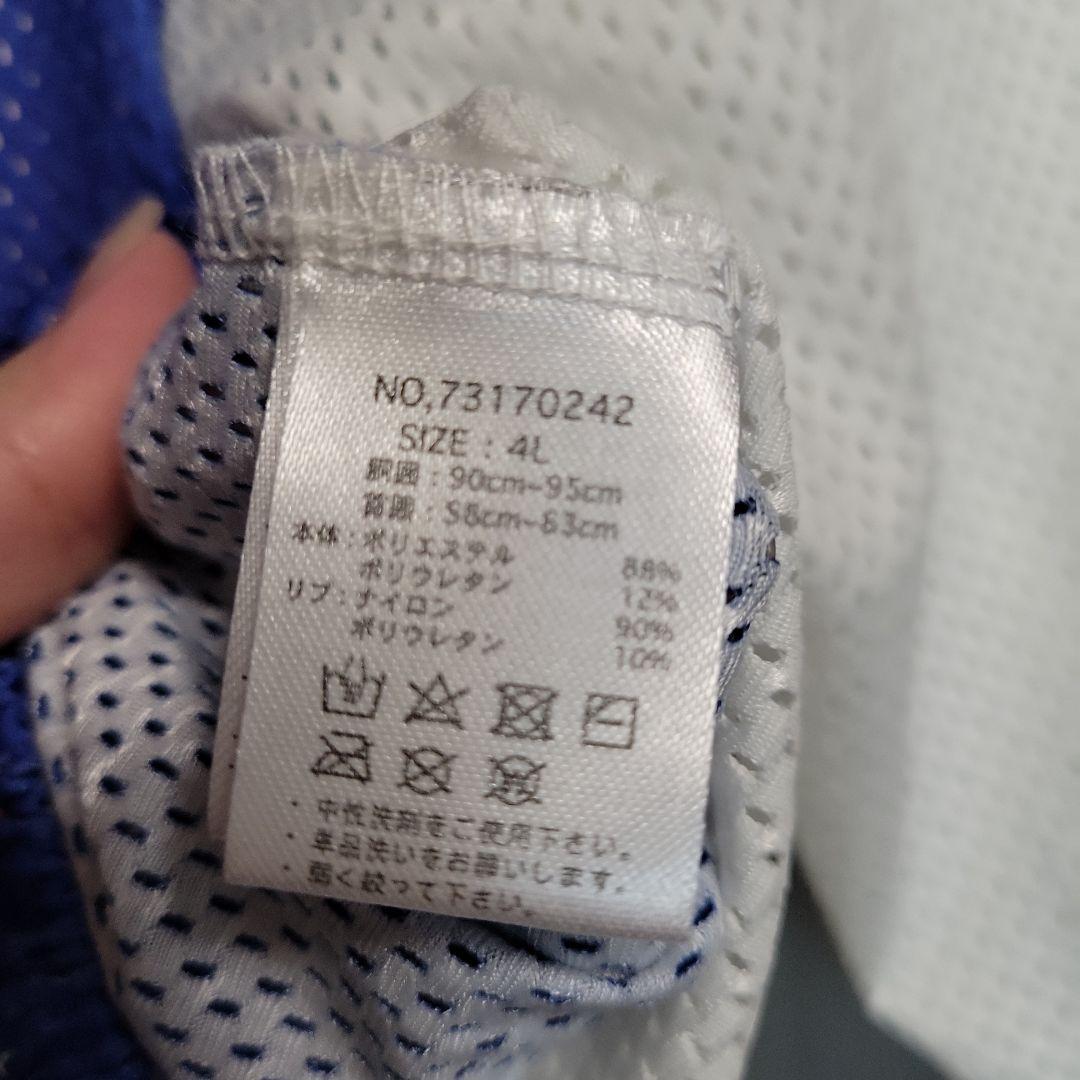 NO,73170242
SIZE : 4L
胴囲 : 90cm~95cm
首囲 : 58cm~63cm
本体 : ポリエステル 88%
ポリウレタン 12%
リブ : ナイロン 90%
ポリウレタン 10%
・中性洗剤をご使用下さい。
・単独洗いをお願いします。
・弱く絞って下さい。